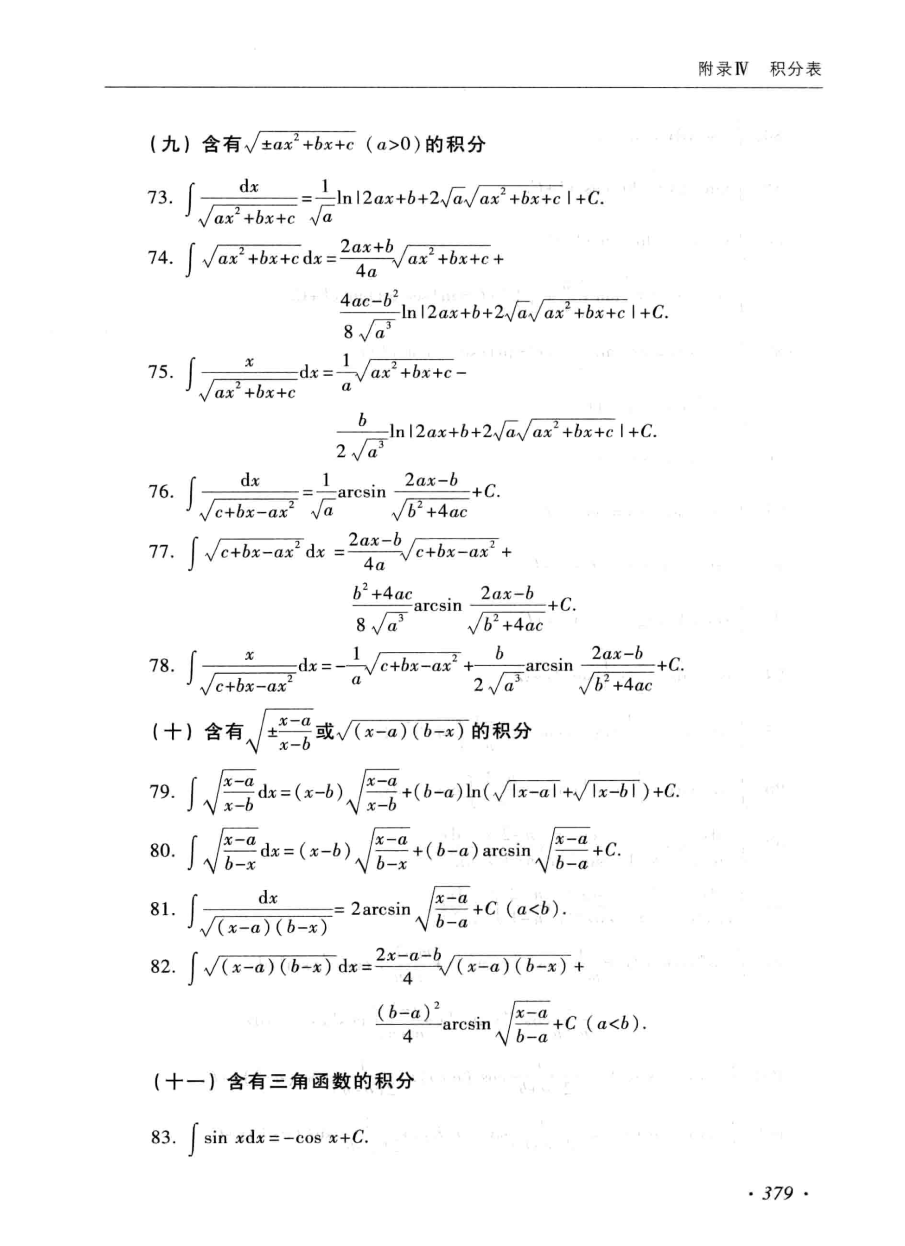 附录Ⅳ 积分表
(九) 含有$\sqrt{\pm ax^2+bx+c}$ (a>0)的积分
73. $\int \frac{dx}{\sqrt{ax^2+bx+c}}=\frac{1}{\sqrt{a}}\ln|2ax+b+2\sqrt{a}\sqrt{ax^2+bx+c}|+C.$
74. $\int \sqrt{ax^2+bx+c}\,dx=\frac{2ax+b}{4a}\sqrt{ax^2+bx+c}+$
$\frac{4ac-b^2}{8\sqrt{a^3}}\ln|2ax+b+2\sqrt{a}\sqrt{ax^2+bx+c}|+C.$
75. $\int \frac{x}{\sqrt{ax^2+bx+c}}dx=\frac{1}{a}\sqrt{ax^2+bx+c}-$
$\frac{b}{2\sqrt{a^3}}\ln|2ax+b+2\sqrt{a}\sqrt{ax^2+bx+c}|+C.$
76. $\int \frac{dx}{\sqrt{c+bx-ax^2}}=\frac{1}{\sqrt{a}}\arcsin\frac{2ax-b}{\sqrt{b^2+4ac}}+C.$
77. $\int \sqrt{c+bx-ax^2}\,dx=\frac{2ax-b}{4a}\sqrt{c+bx-ax^2}+$
$\frac{b^2+4ac}{8\sqrt{a^3}}\arcsin\frac{2ax-b}{\sqrt{b^2+4ac}}+C.$
78. $\int \frac{x}{\sqrt{c+bx-ax^2}}dx=-\frac{1}{a}\sqrt{c+bx-ax^2}+\frac{b}{2\sqrt{a^3}}\arcsin\frac{2ax-b}{\sqrt{b^2+4ac}}+C.$
(十) 含有$\sqrt{\pm\frac{x-a}{x-b}}$或$\sqrt{(x-a)(b-x)}$的积分
79. $\int \sqrt{\frac{x-a}{x-b}}dx=(x-b)\sqrt{\frac{x-a}{x-b}}+(b-a)\ln(\sqrt{|x-a|}+\sqrt{|x-b|})+C.$
80. $\int \sqrt{\frac{x-a}{b-x}}dx=(x-b)\sqrt{\frac{x-a}{b-x}}+(b-a)\arcsin\sqrt{\frac{x-a}{b-a}}+C.$
81. $\int \frac{dx}{\sqrt{(x-a)(b-x)}}=2\arcsin\sqrt{\frac{x-a}{b-a}}+C\ (a<b).$
82. $\int \sqrt{(x-a)(b-x)}\,dx=\frac{2x-a-b}{4}\sqrt{(x-a)(b-x)}+$
$\frac{(b-a)^2}{4}\arcsin\sqrt{\frac{x-a}{b-a}}+C\ (a<b).$
(十一) 含有三角函数的积分
83. $\int \sin xdx=-\cos x+C.$
· 379 ·